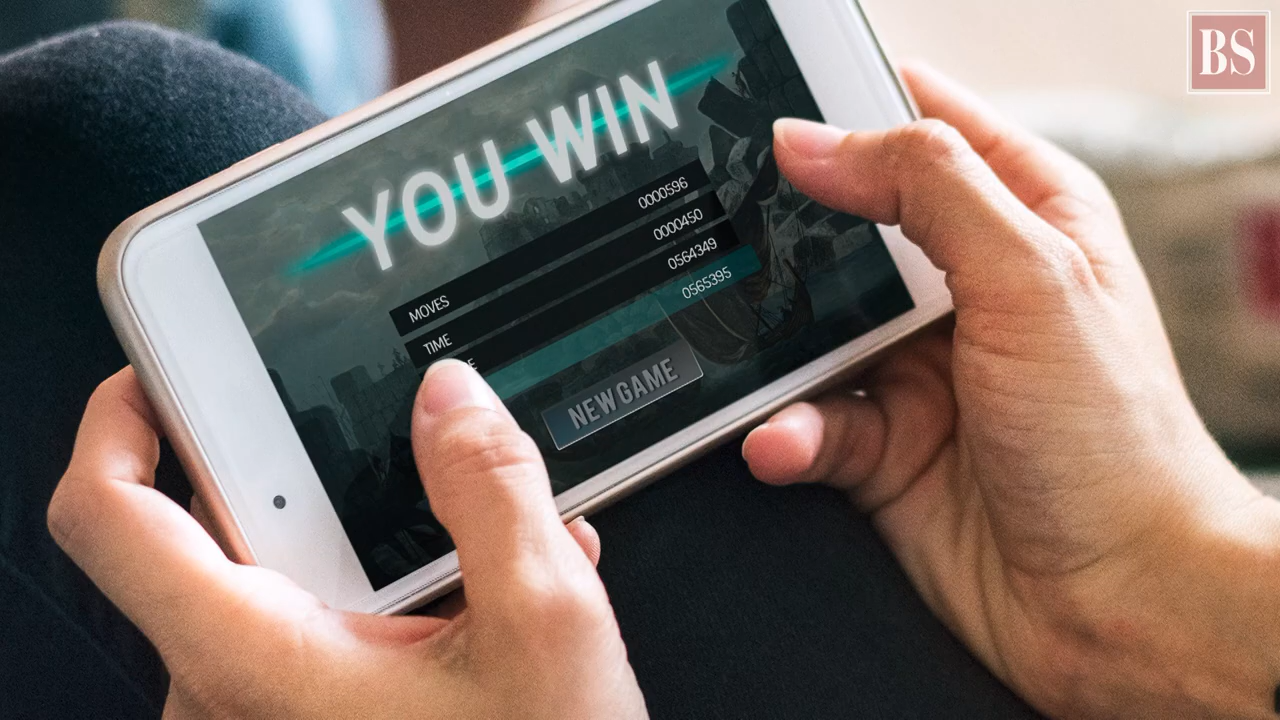 BS
YOU WIN
MOVES 0000596
TIME 0000450
0564349
0565395
NEW GAME